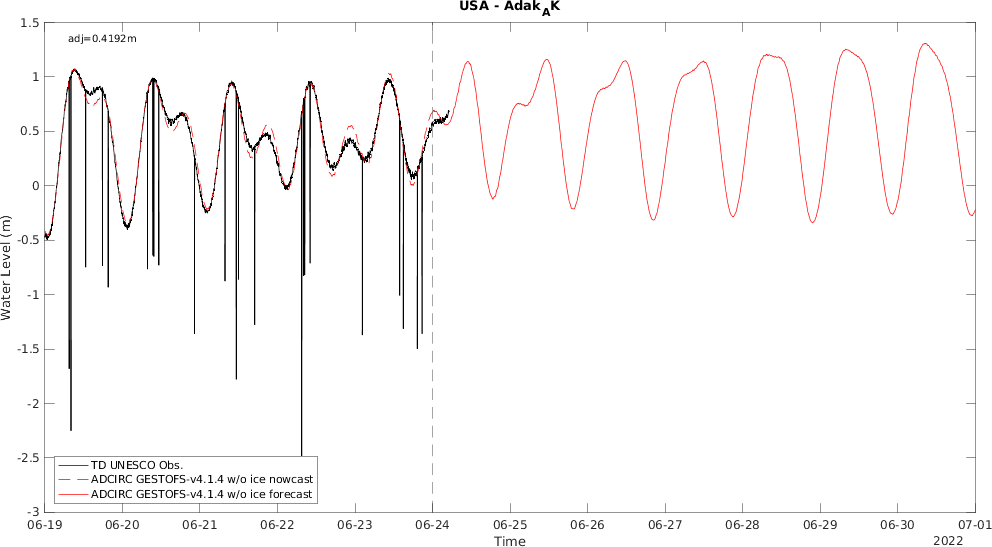 USA - Adak_AK
adj=0.4192m
1.5
1
0.5
0
-0.5
-1
-1.5
-2
-2.5
-3
Water Level (m)
TD UNESCO Obs.
ADCIRC GESTOFS-v4.1.4 w/o ice nowcast
ADCIRC GESTOFS-v4.1.4 w/o ice forecast
06-19 06-20 06-21 06-22 06-23 06-24 06-25 06-26 06-27 06-28 06-29 06-30 07-01
Time
2022